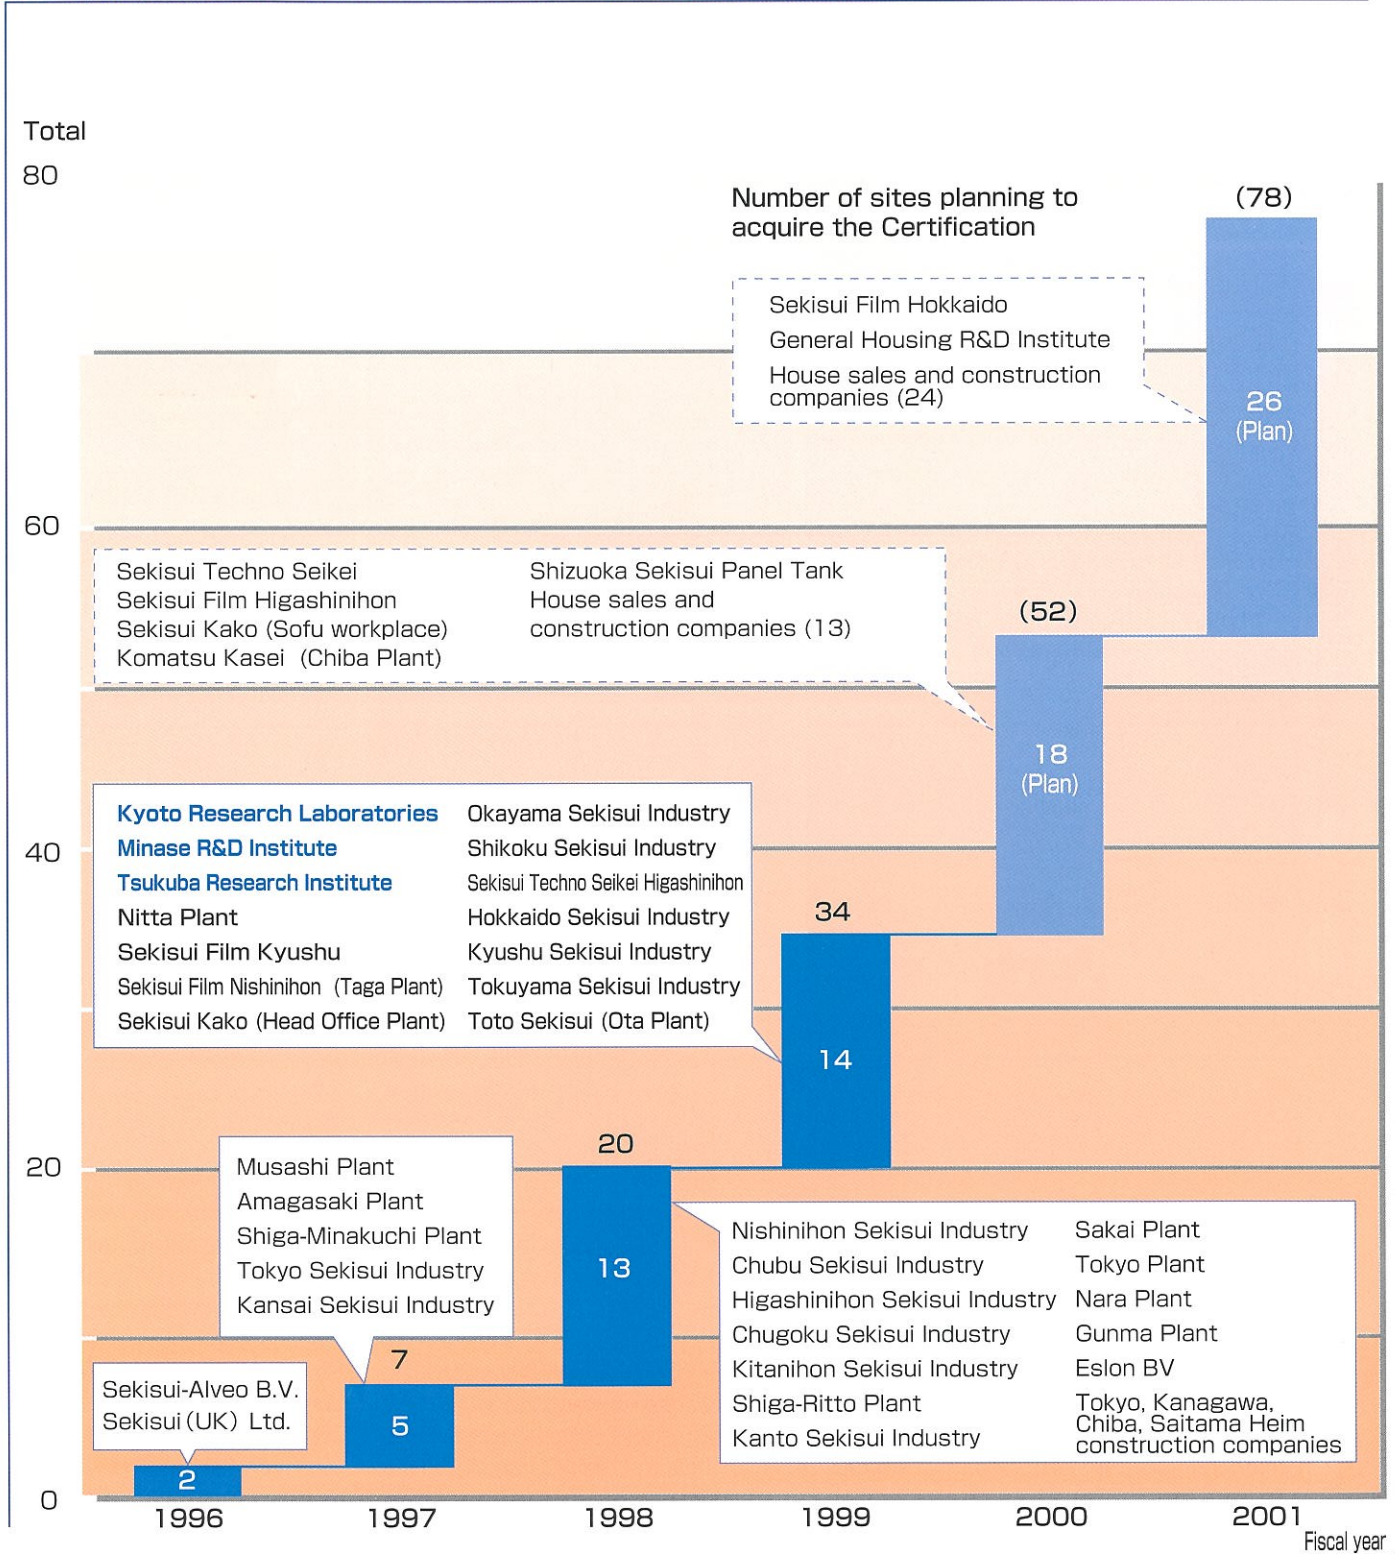 Total
80
Number of sites planning to
acquire the Certification
(78)
Sekisui Film Hokkaido
General Housing R&D Institute
House sales and construction
companies (24)
26
(Plan)
60
Sekisui Techno Seikei
Sekisui Film Higashinihon
Sekisui Kako (Sofu workplace)
Komatsu Kasei (Chiba Plant)
Shizuoka Sekisui Panel Tank
House sales and
construction companies (13)
(52)
18
(Plan)
Kyoto Research Laboratories
Minase R&D Institute
Tsukuba Research Institute
Nitta Plant
Sekisui Film Kyushu
Sekisui Film Nishinihon (Taga Plant)
Sekisui Kako (Head Office Plant)
Okayama Sekisui Industry
Shikoku Sekisui Industry
Sekisui Techno Seikei Higashinihon
Hokkaido Sekisui Industry
Kyushu Sekisui Industry
Tokuyama Sekisui Industry
Toto Sekisui (Ota Plant)
40
34
14
20
20
13
Musashi Plant
Amagasaki Plant
Shiga-Minakuchi Plant
Tokyo Sekisui Industry
Kansai Sekisui Industry
Nishinihon Sekisui Industry
Chubu Sekisui Industry
Higashinihon Sekisui Industry
Chugoku Sekisui Industry
Kitanihon Sekisui Industry
Shiga-Ritto Plant
Kanto Sekisui Industry
Sakai Plant
Tokyo Plant
Nara Plant
Gunma Plant
Eslon BV
Tokyo, Kanagawa,
Chiba, Saitama Heim
construction companies
7
5
Sekisui-Alveo B.V.
Sekisui (UK) Ltd.
2
0
1996 1997 1998 1999 2000 2001
Fiscal year